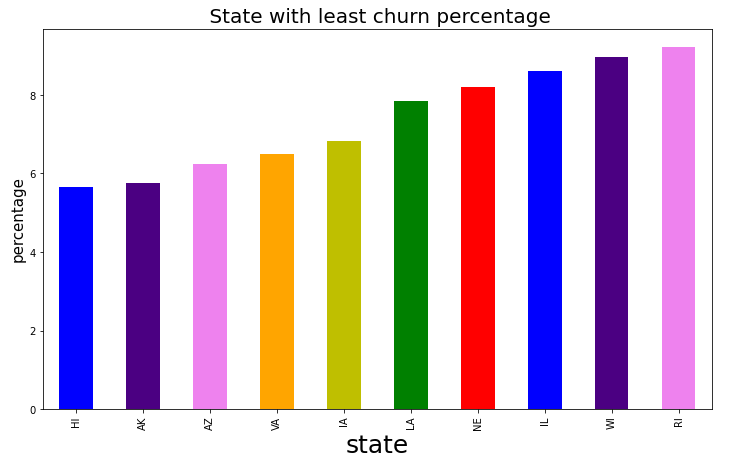 State with least churn percentage
percentage
8
6
4
2
0
HI AK AZ VA IA LA NE IL WI RI
state